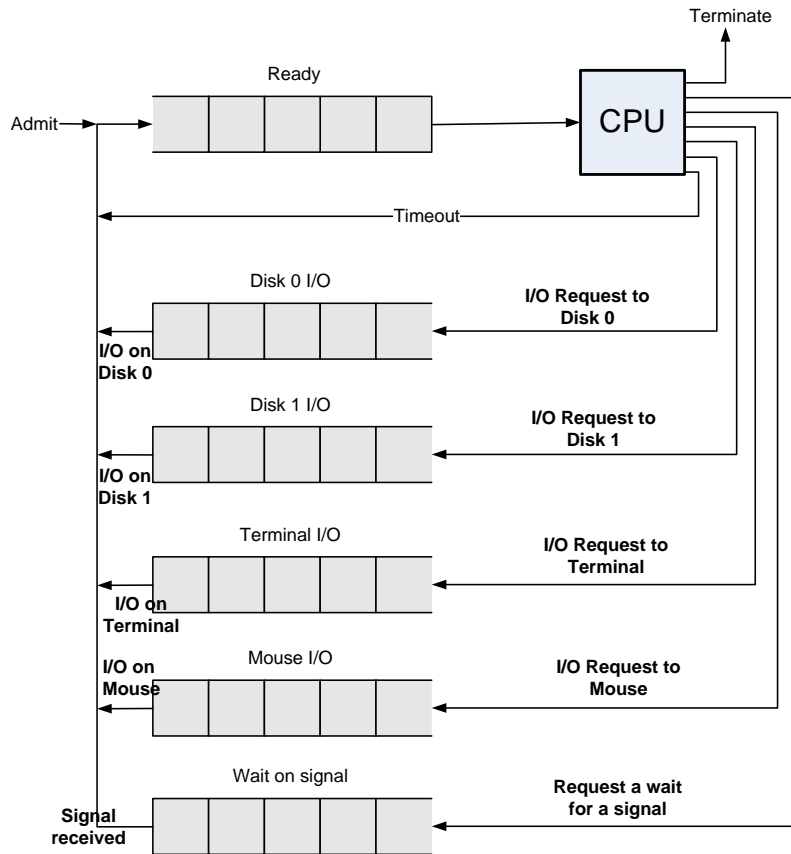 Terminate
Ready
Admit
CPU
Timeout
Disk 0 I/O
I/O Request to
Disk 0
I/O on
Disk 0
Disk 1 I/O
I/O Request to
Disk 1
I/O on
Disk 1
Terminal I/O
I/O Request to
Terminal
I/O on
Terminal
Mouse I/O
I/O Request to
Mouse
I/O on
Mouse
Wait on signal
Request a wait
for a signal
Signal
received